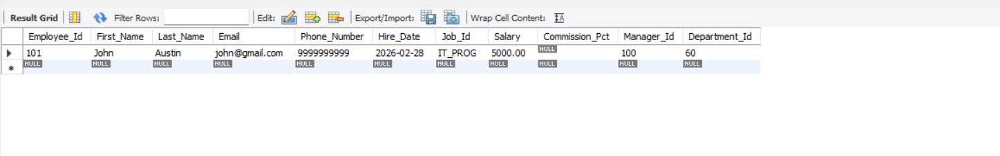 Result Grid Filter Rows: Edit: Export/Import: Wrap Cell Content: IA
Employee_Id First_Name Last_Name Email Phone_Number Hire_Date Job_Id Salary Commission_Pct Manager_Id Department_Id
101 John Austin john@gmail.com 9999999999 2026-02-28 IT_PROG 5000.00 NULL 100 60
NULL NULL NULL NULL NULL NULL NULL NULL NULL NULL NULL